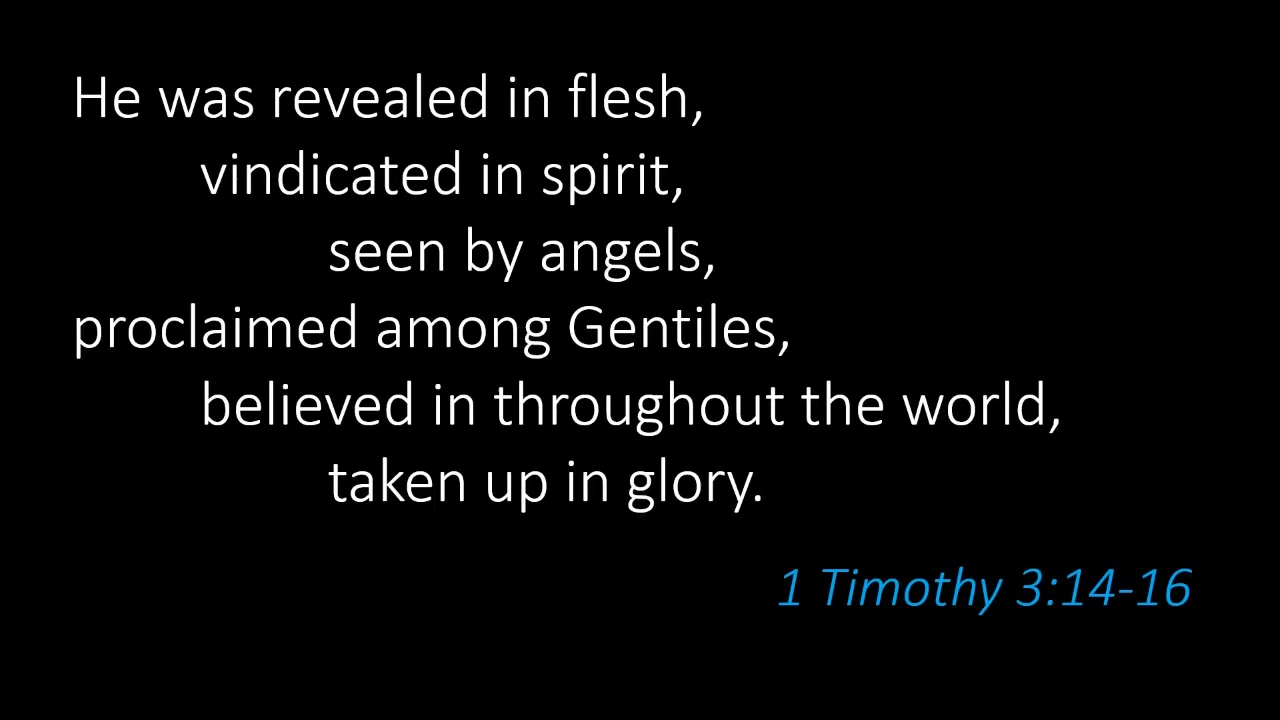 He was revealed in flesh,
vindicated in spirit,
seen by angels,
proclaimed among Gentiles,
believed in throughout the world,
taken up in glory.
1 Timothy 3:14-16